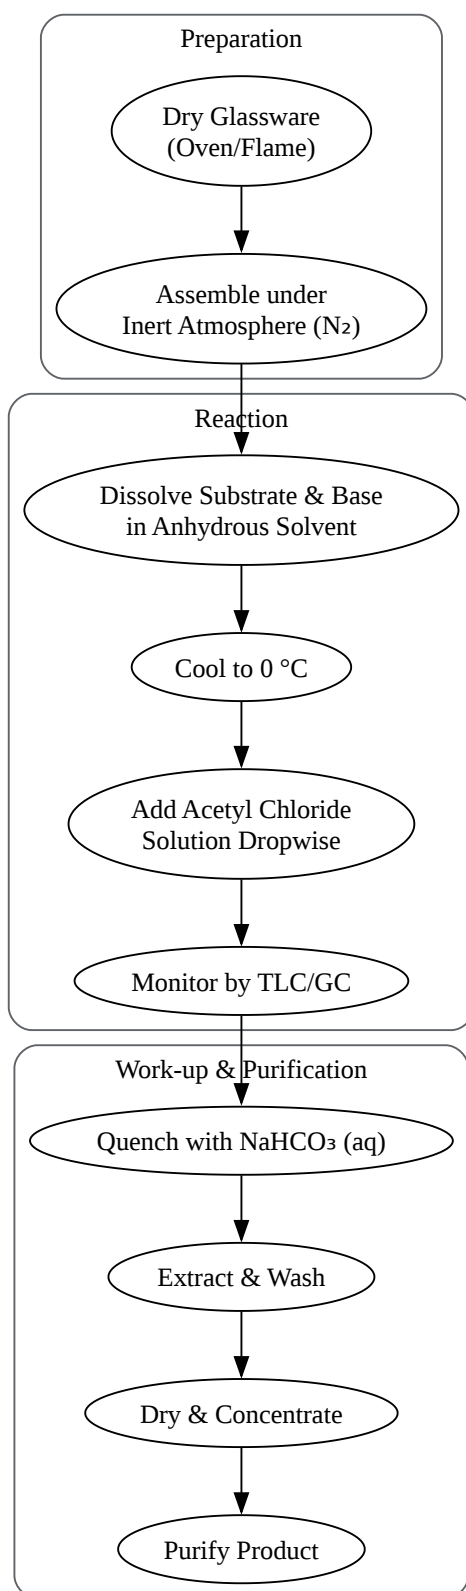 Preparation
Dry Glassware
(Oven/Flame)
Assemble under
Inert Atmosphere (N₂)
Reaction
Dissolve Substrate & Base
in Anhydrous Solvent
Cool to 0 °C
Add Acetyl Chloride
Solution Dropwise
Monitor by TLC/GC
Work-up & Purification
Quench with NaHCO₃ (aq)
Extract & Wash
Dry & Concentrate
Purify Product